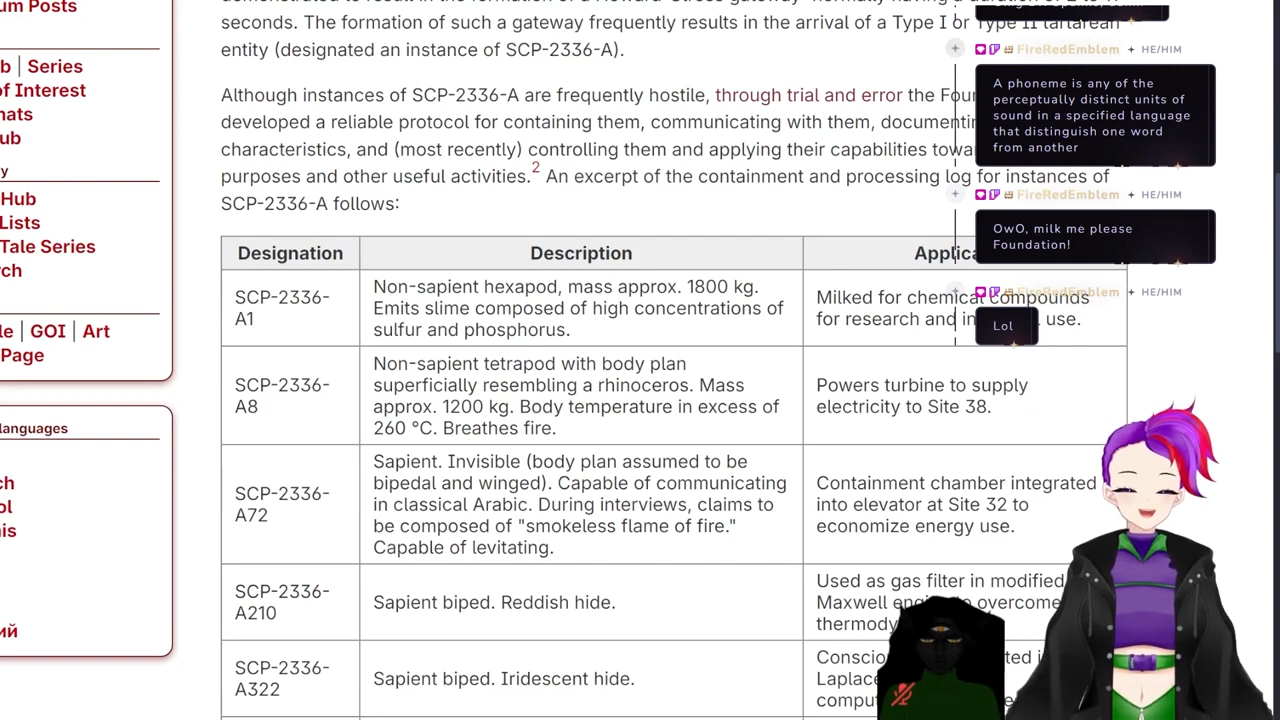 um Posts
b | Series
of Interest
mats
ub
y
Hub
Lists
Tale Series
rch
le | GOI | Art
Page
languages
ch
ol
is
ий
seconds. The formation of such a gateway frequently results in the arrival of a Type I or Type II tartarean
entity (designated an instance of SCP-2336-A).
Although instances of SCP-2336-A are frequently hostile, through trial and error the Foun
developed a reliable protocol for containing them, communicating with them, documenti
characteristics, and (most recently) controlling them and applying their capabilities towar
purposes and other useful activities.2 An excerpt of the containment and processing log for instances of
SCP-2336-A follows:
Designation Description Applica
SCP-2336-
A1
Non-sapient hexapod, mass approx. 1800 kg.
Emits slime composed of high concentrations of
sulfur and phosphorus.
Milked for chemical compounds
for research and in use.
SCP-2336-
A8
Non-sapient tetrapod with body plan
superficially resembling a rhinoceros. Mass
approx. 1200 kg. Body temperature in excess of
260 °C. Breathes fire.
Powers turbine to supply
electricity to Site 38.
SCP-2336-
A72
Sapient. Invisible (body plan assumed to be
bipedal and winged). Capable of communicating
in classical Arabic. During interviews, claims to
be composed of "smokeless flame of fire."
Capable of levitating.
Containment chamber integrated
into elevator at Site 32 to
economize energy use.
SCP-2336-
A210
Sapient biped. Reddish hide.
Used as gas filter in modified
Maxwell engine to overcome
thermody
SCP-2336-
A322
Sapient biped. Iridescent hide.
Conscio ted i
Laplac
comput
FireRedEmblem + HE/HIM
A phoneme is any of the
perceptually distinct units of
sound in a specified language
that distinguish one word
from another
FireRedEmblem + HE/HIM
OwO, milk me please
Foundation!
FireRedEmblem + HE/HIM
Lol